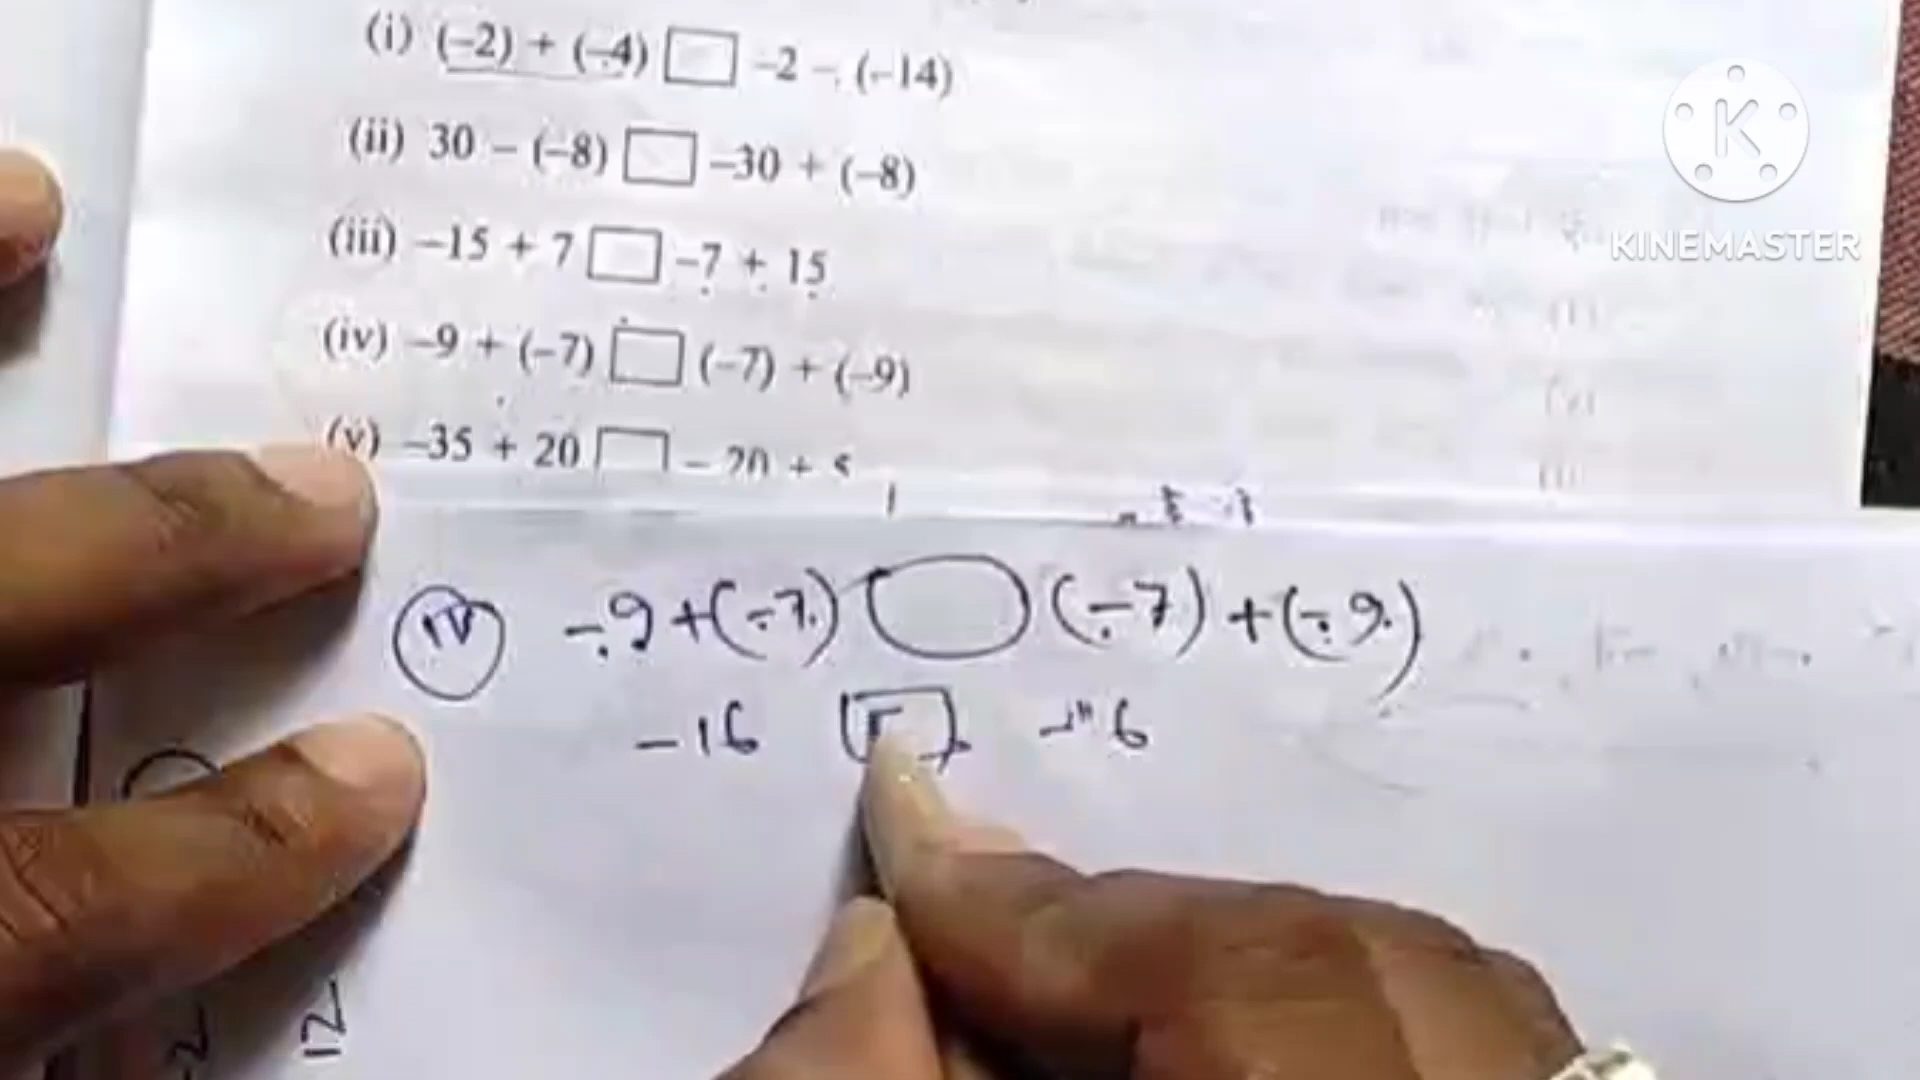 (i) (–2) + (–4) □ –2 – (–14)
(ii) 30 – (–8) □ –30 + (–8)
(iii) –15 + 7 □ –7 + 15
(iv) –9 + (–7) □ (–7) + (–9)
(v) –35 + 20 □ – 20 +
K
KINEMASTER
IV -9 + (-7) ◯ (-7) + (-9)
-16 □
12